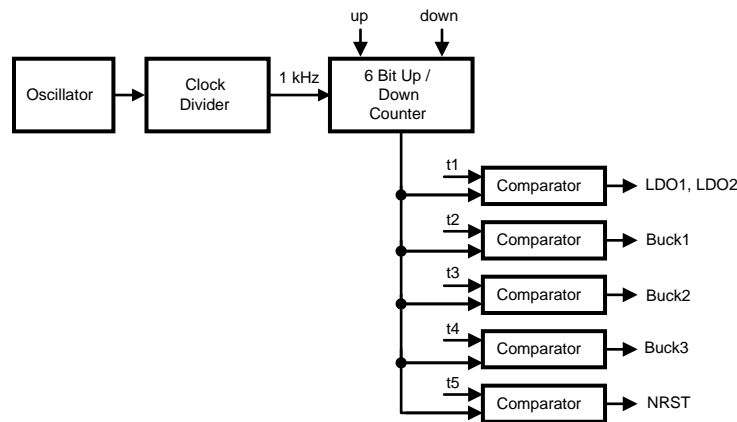 up
down
Oscillator
Clock
Divider
1 kHz
6 Bit Up /
Down
Counter
t1
Comparator
LDO1, LDO2
t2
Comparator
Buck1
t3
Comparator
Buck2
t4
Comparator
Buck3
t5
Comparator
NRST